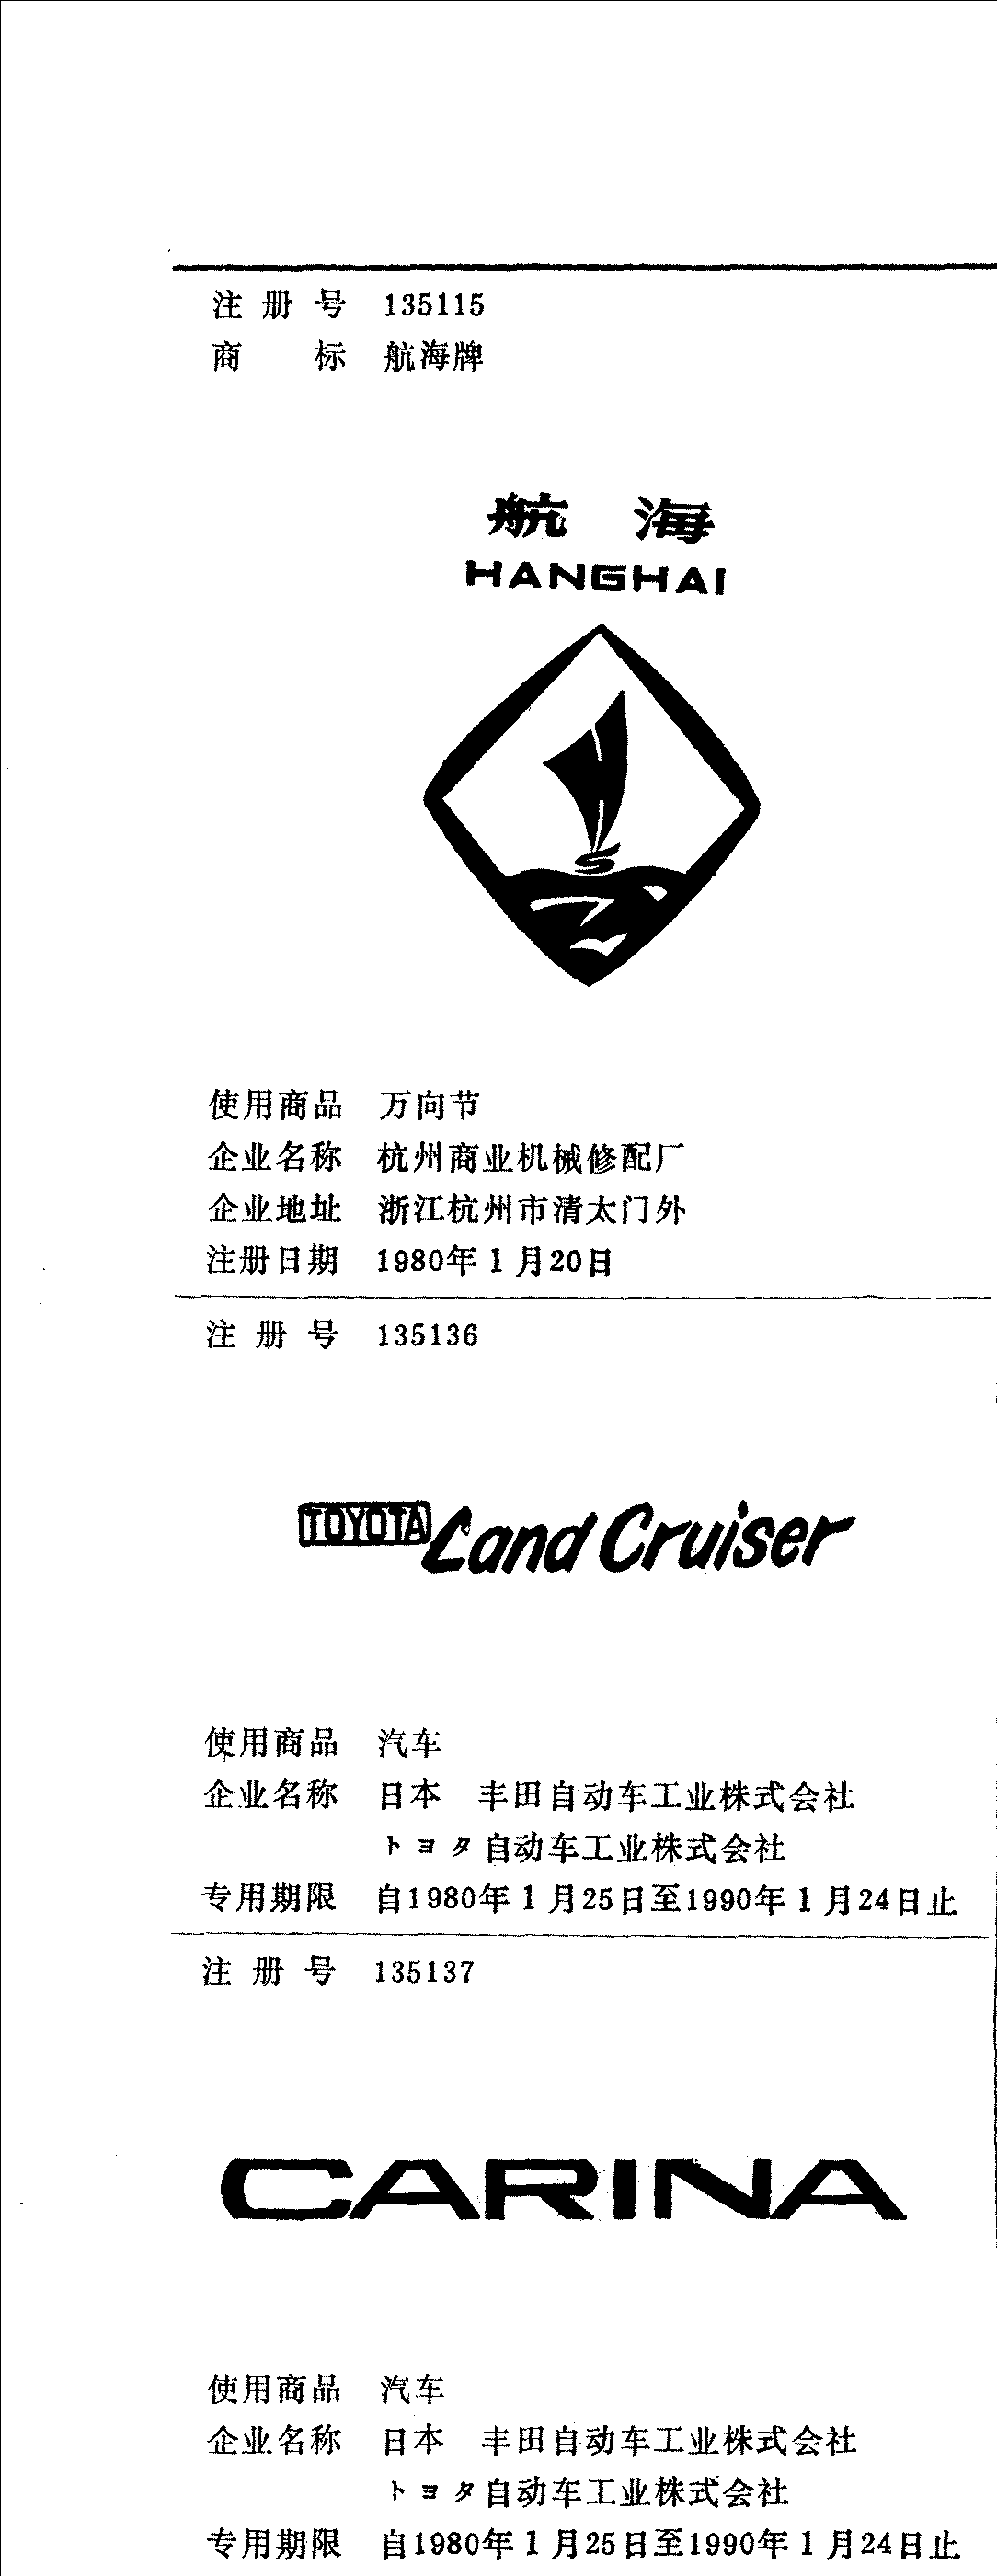 注册号 135115
商标 航海牌
航海
HANGHAI
使用商品 万向节
企业名称 杭州商业机械修配厂
企业地址 浙江杭州市清太门外
注册日期 1980年1月20日
注册号 135136
TOYOTA Land Cruiser
使用商品 汽车
企业名称 日本 丰田自动车工业株式会社
トヨタ自动车工业株式会社
专用期限 自1980年1月25日至1990年1月24日止
注册号 135137
CARINA
使用商品 汽车
企业名称 日本 丰田自动车工业株式会社
トヨタ自动车工业株式会社
专用期限 自1980年1月25日至1990年1月24日止